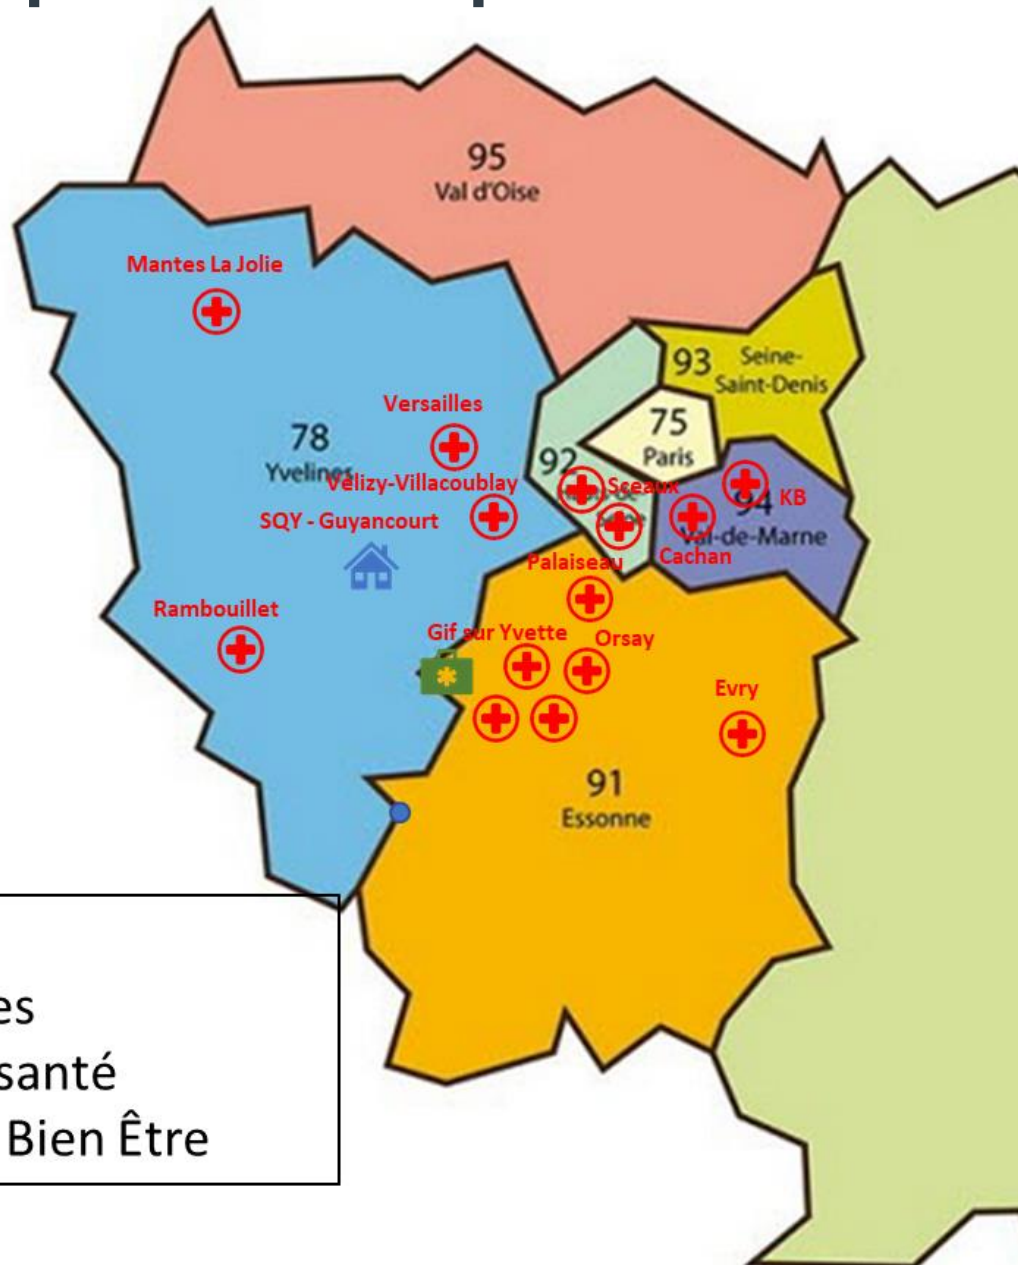 95
Val d'Oise
Mantes La Jolie
93
Seine-
Saint-Denis
Versailles
75
Paris
78
Yvelines
92
Vélizy-Villacoublay
Sceaux
94
KB
SQY - Guyancourt
Val-de-Marne
Palaiseau
Cachan
Rambouillet
Gif sur Yvette
Orsay
Evry
91
Essonne
es
santé
Bien Être